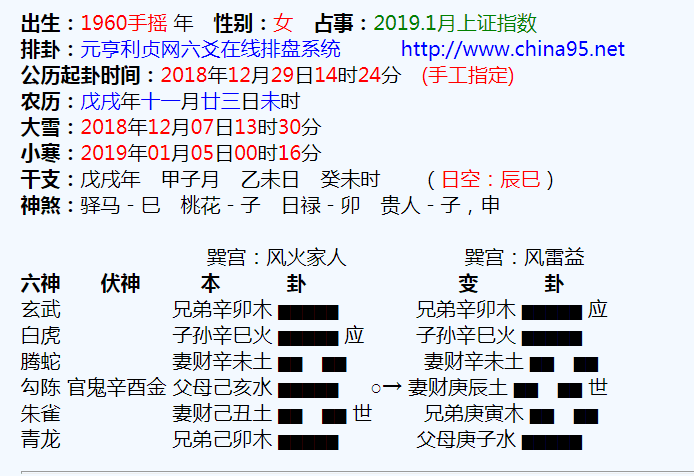 出生：1960手摇 年 性别：女 占事：2019.1月上证指数
排卦：元亨利贞网六爻在线排盘系统 http://www.china95.net
公历起卦时间：2018年12月29日14时24分 (手工指定)
农历：戊戌年十一月廿三日未时
大雪：2018年12月07日13时30分
小寒：2019年01月05日00时16分
干支：戊戌年 甲子月 乙未日 癸未时 （日空：辰巳）
神煞：驿马－巳 桃花－子 日禄－卯 贵人－子，申
巽宫：风火家人 巽宫：风雷益
六神 伏神 本 卦 变 卦
玄武 兄弟辛卯木 兄弟辛卯木 应
白虎 子孙辛巳火 应 子孙辛巳火
腾蛇 妻财辛未土 妻财辛未土
勾陈 官鬼辛酉金 父母己亥水 ○→ 妻财庚辰土 世
朱雀 妻财己丑土 世 兄弟庚寅木
青龙 兄弟己卯木 父母庚子水